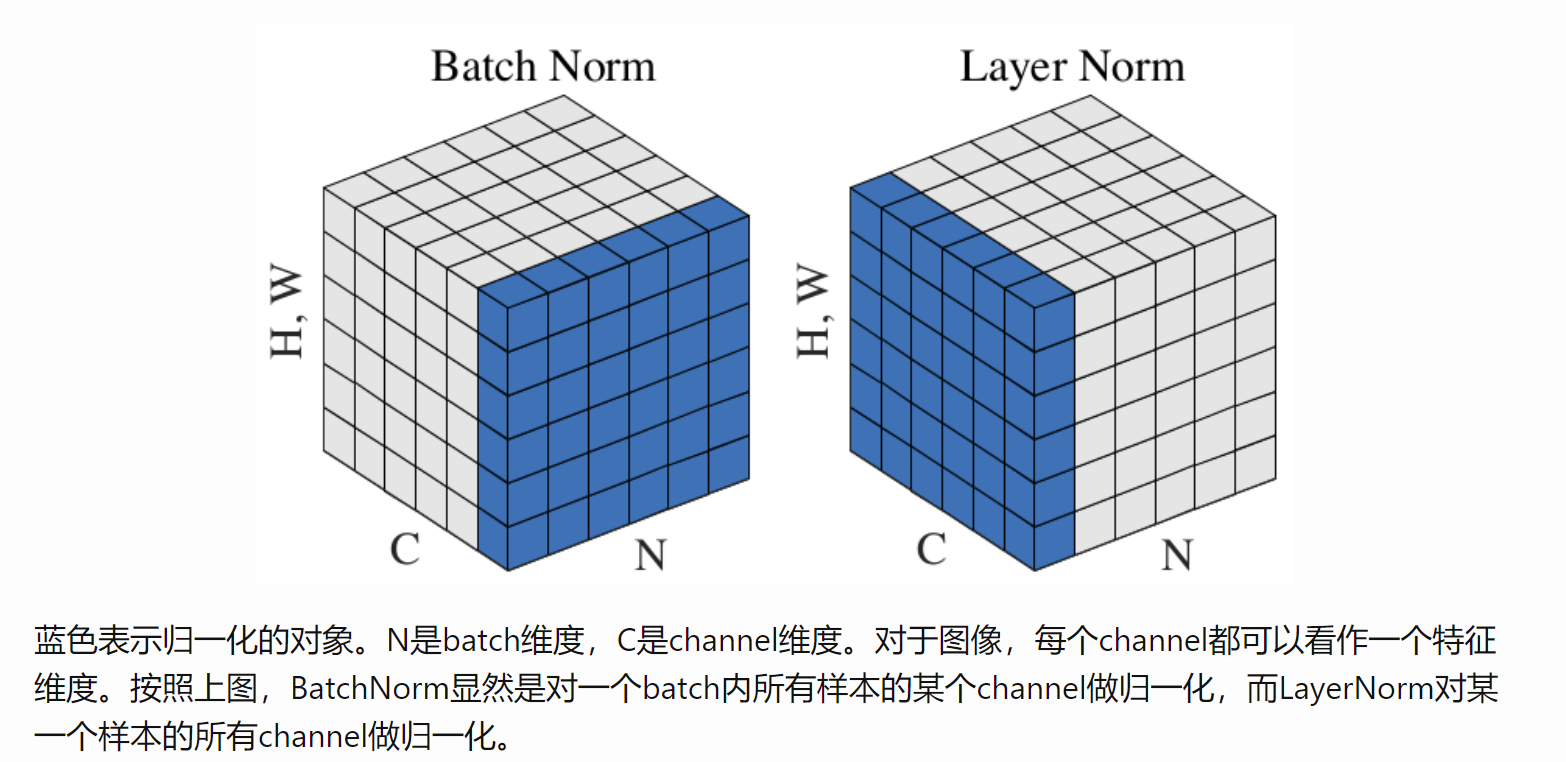 Batch Norm
Layer Norm
H, W
C
N
H, W
C
N
蓝色表示归一化的对象。N是batch维度，C是channel维度。对于图像，每个channel都可以看作一个特征
维度。按照上图，BatchNorm显然是对一个batch内所有样本的某个channel做归一化，而LayerNorm对某
一个样本的所有channel做归一化。